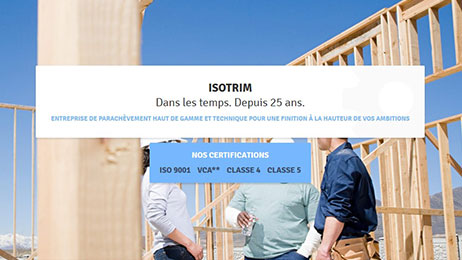 ISOTRIM
Dans les temps. Depuis 25 ans.
ENTREPRISE DE PARACHÈVEMENT HAUT DE GAMME ET TECHNIQUE POUR UNE FINITION À LA HAUTEUR DE VOS AMBITIONS
NOS CERTIFICATIONS
ISO 9001 VCA** CLASSE 4 CLASSE 5